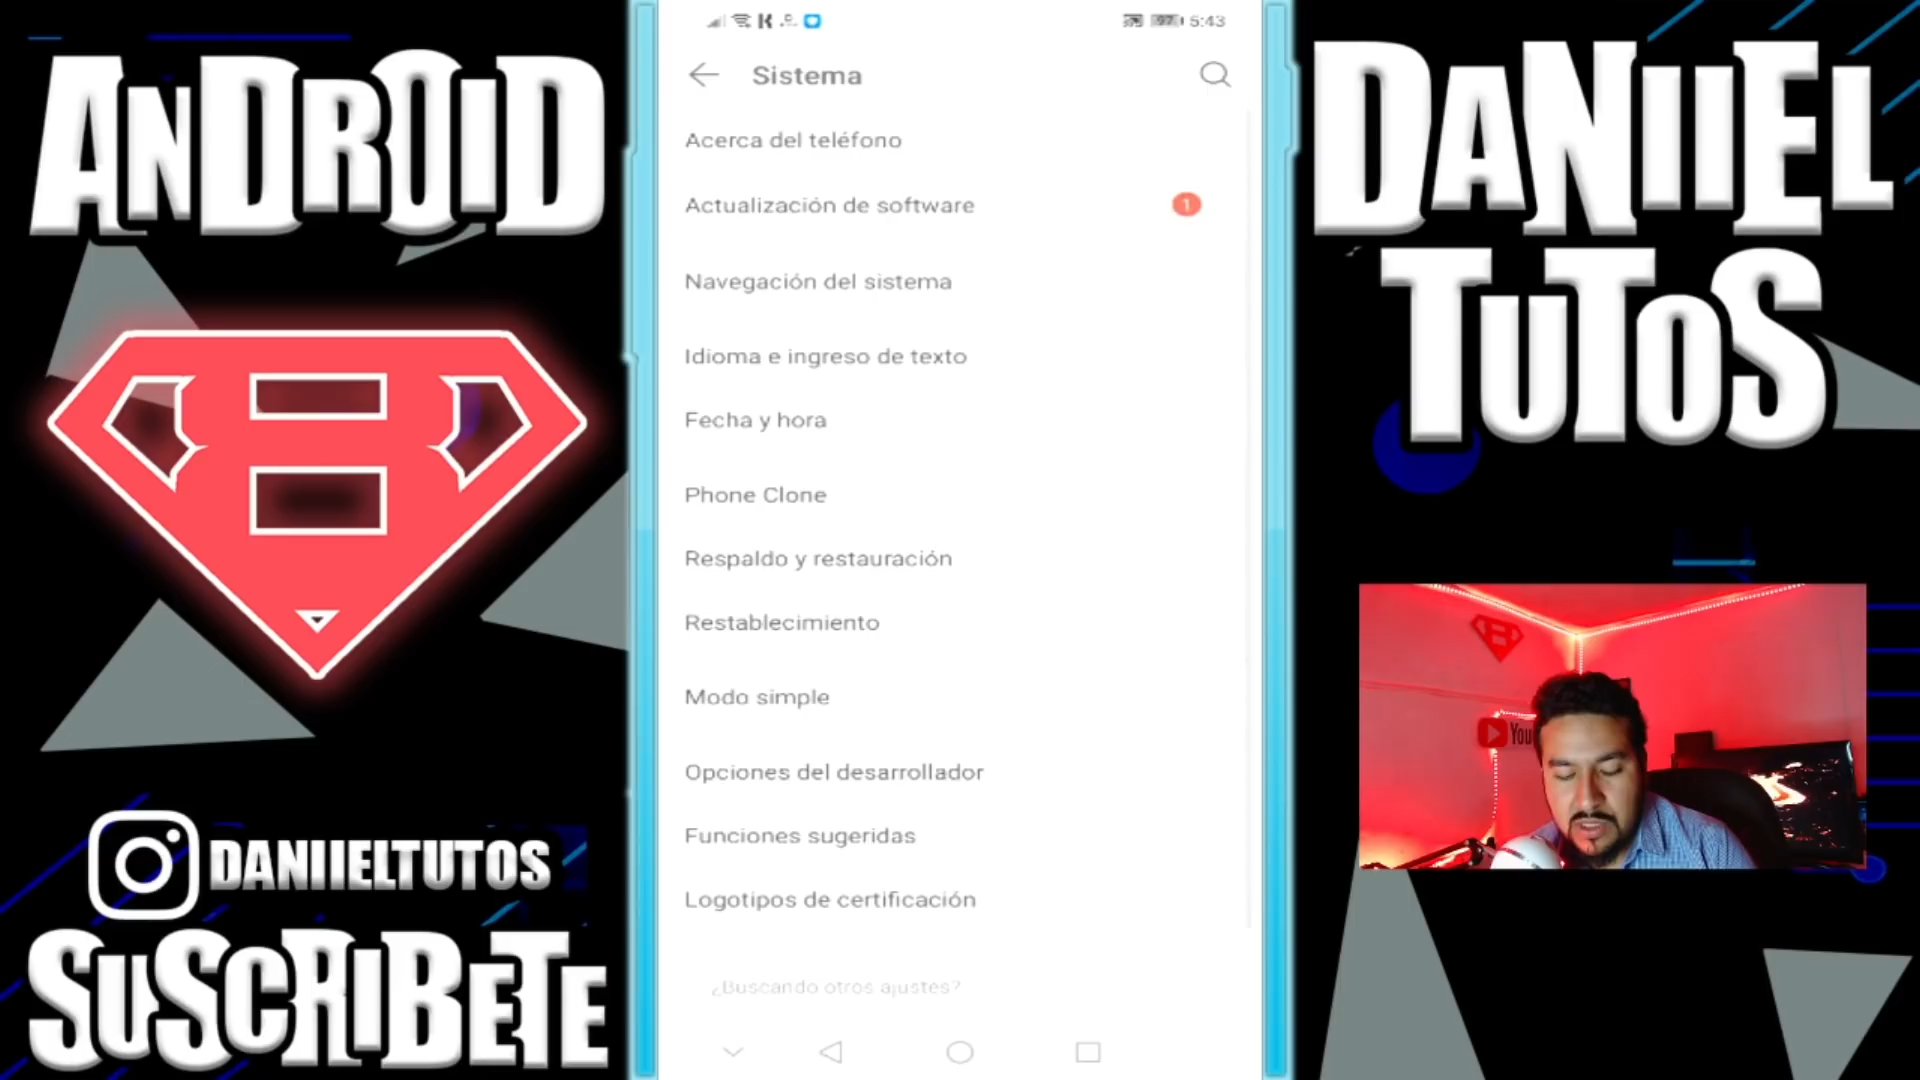 ANDROID
DANIIELTUTOS
SUSCRIBETE
97
5:43
Sistema
Acerca del teléfono
Actualización de software
1
Navegación del sistema
Idioma e ingreso de texto
Fecha y hora
Phone Clone
Respaldo y restauración
Restablecimiento
Modo simple
Opciones del desarrollador
Funciones sugeridas
Logotipos de certificación
¿Buscando otros ajustes?
DANIIEL
TUTOS
You